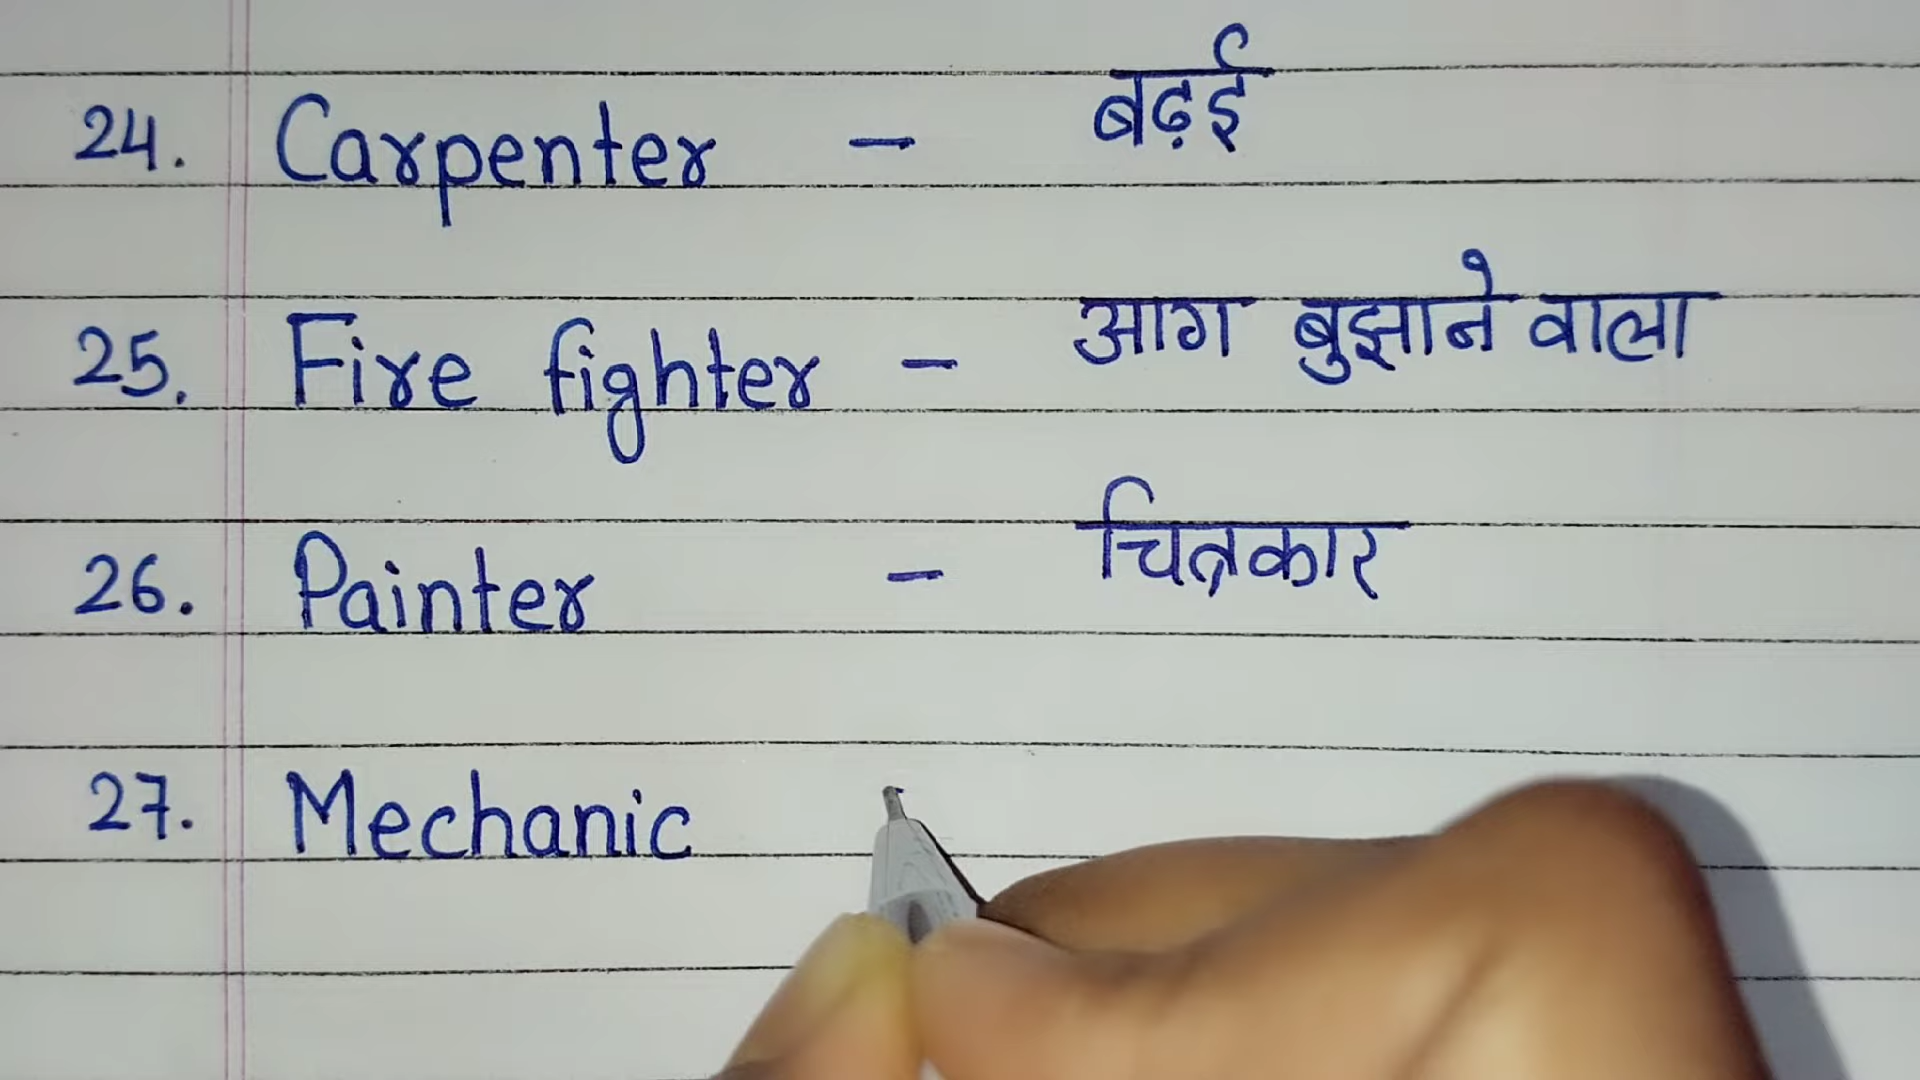 24. Carpenter - बढ़ई
25. Fire fighter - आग बुझाने वाला
26. Painter - चित्रकार
27. Mechanic